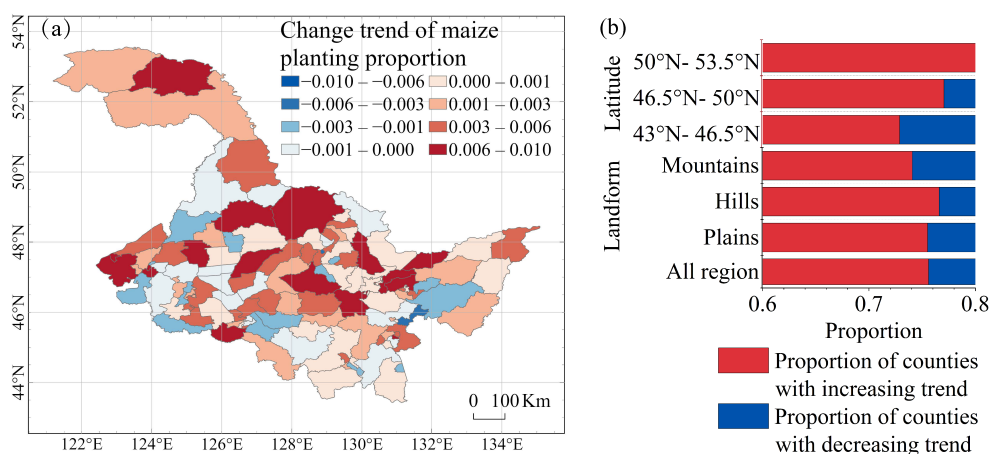 (a)
Change trend of maize
planting proportion
−0.010 – −0.006 0.000 – 0.001
−0.006 – −0.003 0.001 – 0.003
−0.003 – −0.001 0.003 – 0.006
−0.001 – 0.000 0.006 – 0.010
54°N
52°N
50°N
48°N
46°N
44°N
0 100 Km
122°E 124°E 126°E 128°E 130°E 132°E 134°E
(b)
Latitude
50°N- 53.5°N
46.5°N- 50°N
43°N- 46.5°N
Landform
Mountains
Hills
Plains
All region
0.6 0.7 0.8
Proportion
Proportion of counties
with increasing trend
Proportion of counties
with decreasing trend